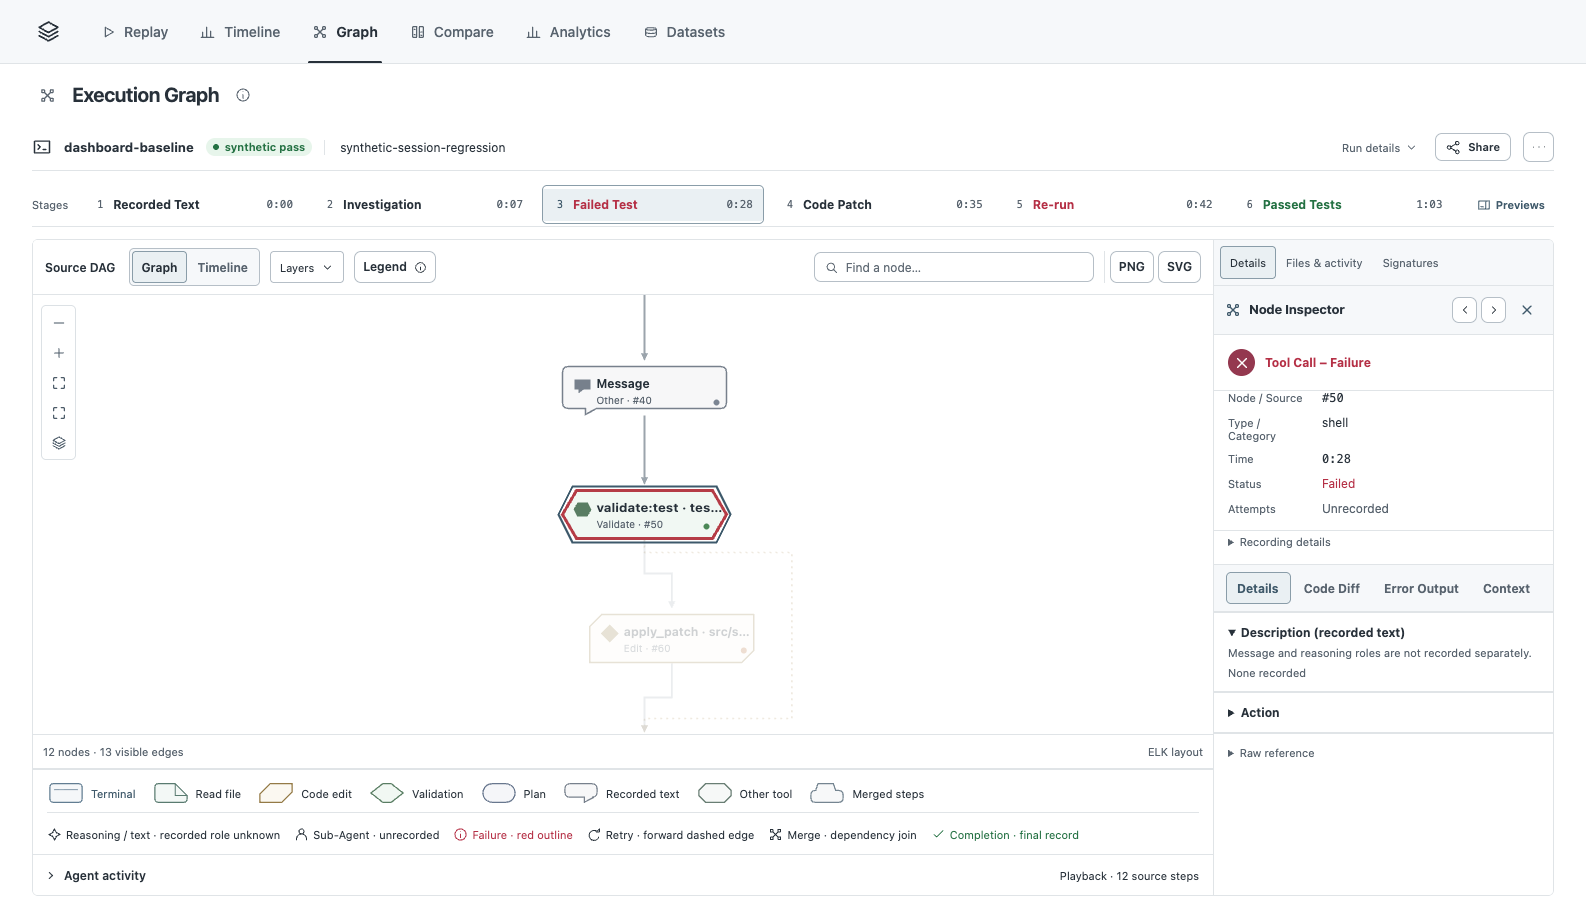 Replay
Timeline
Graph
Compare
Analytics
Datasets
Execution Graph
dashboard-baseline
synthetic pass
synthetic-session-regression
Run details
Share
Stages
1 Recorded Text 0:00
2 Investigation 0:07
3 Failed Test 0:28
4 Code Patch 0:35
5 Re-run 0:42
6 Passed Tests 1:03
Previews
Source DAG
Graph
Timeline
Layers
Legend
Find a node...
PNG
SVG
Message
Other · #40
validate:test · tes...
Validate · #50
apply_patch · src/s...
Edit · #60
12 nodes · 13 visible edges
ELK layout
Terminal
Read file
Code edit
Validation
Plan
Recorded text
Other tool
Merged steps
Reasoning / text · recorded role unknown
Sub-Agent · unrecorded
Failure · red outline
Retry · forward dashed edge
Merge · dependency join
Completion · final record
Agent activity
Playback · 12 source steps
Details
Files & activity
Signatures
Node Inspector
Tool Call – Failure
Node / Source #50
Type / Category shell
Time 0:28
Status Failed
Attempts Unrecorded
Recording details
Details
Code Diff
Error Output
Context
Description (recorded text)
Message and reasoning roles are not recorded separately.
None recorded
Action
Raw reference